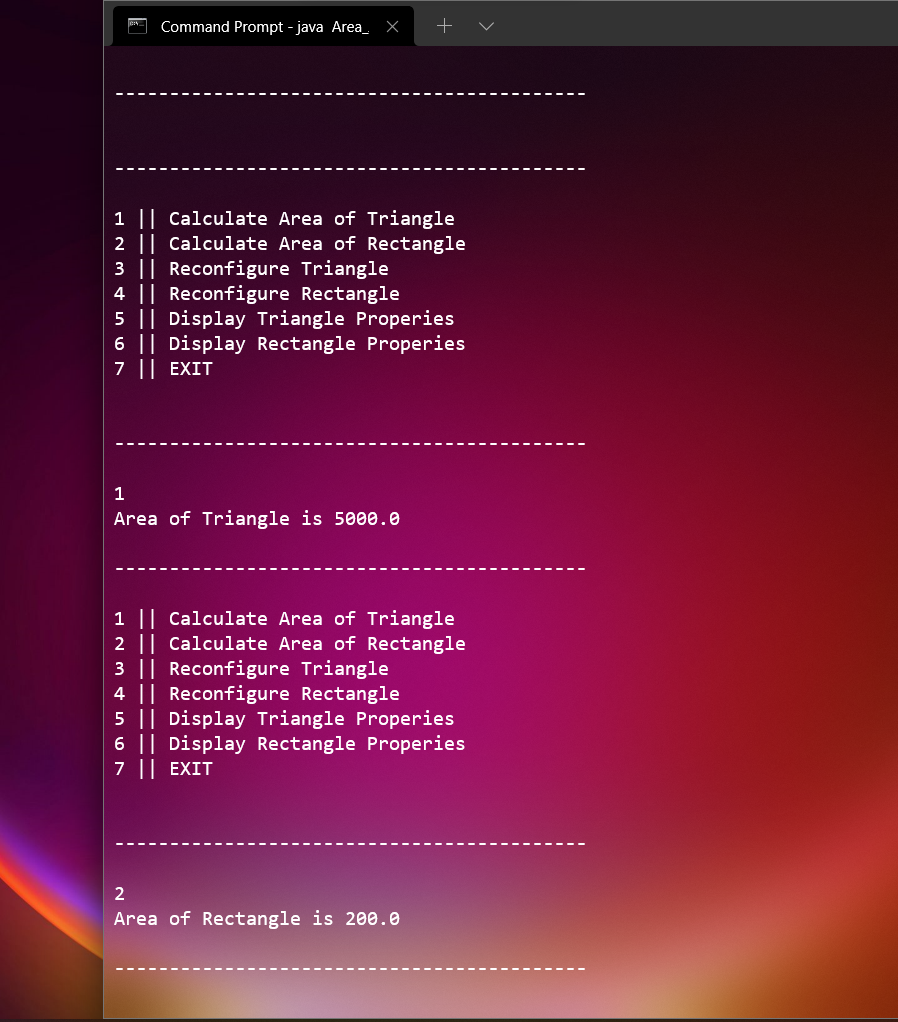 Command Prompt - java  Area_
-------------------------------------------
-------------------------------------------
1 || Calculate Area of Triangle
2 || Calculate Area of Rectangle
3 || Reconfigure Triangle
4 || Reconfigure Rectangle
5 || Display Triangle Properies
6 || Display Rectangle Properies
7 || EXIT
-------------------------------------------
1
Area of Triangle is 5000.0
-------------------------------------------
1 || Calculate Area of Triangle
2 || Calculate Area of Rectangle
3 || Reconfigure Triangle
4 || Reconfigure Rectangle
5 || Display Triangle Properies
6 || Display Rectangle Properies
7 || EXIT
-------------------------------------------
2
Area of Rectangle is 200.0
-------------------------------------------